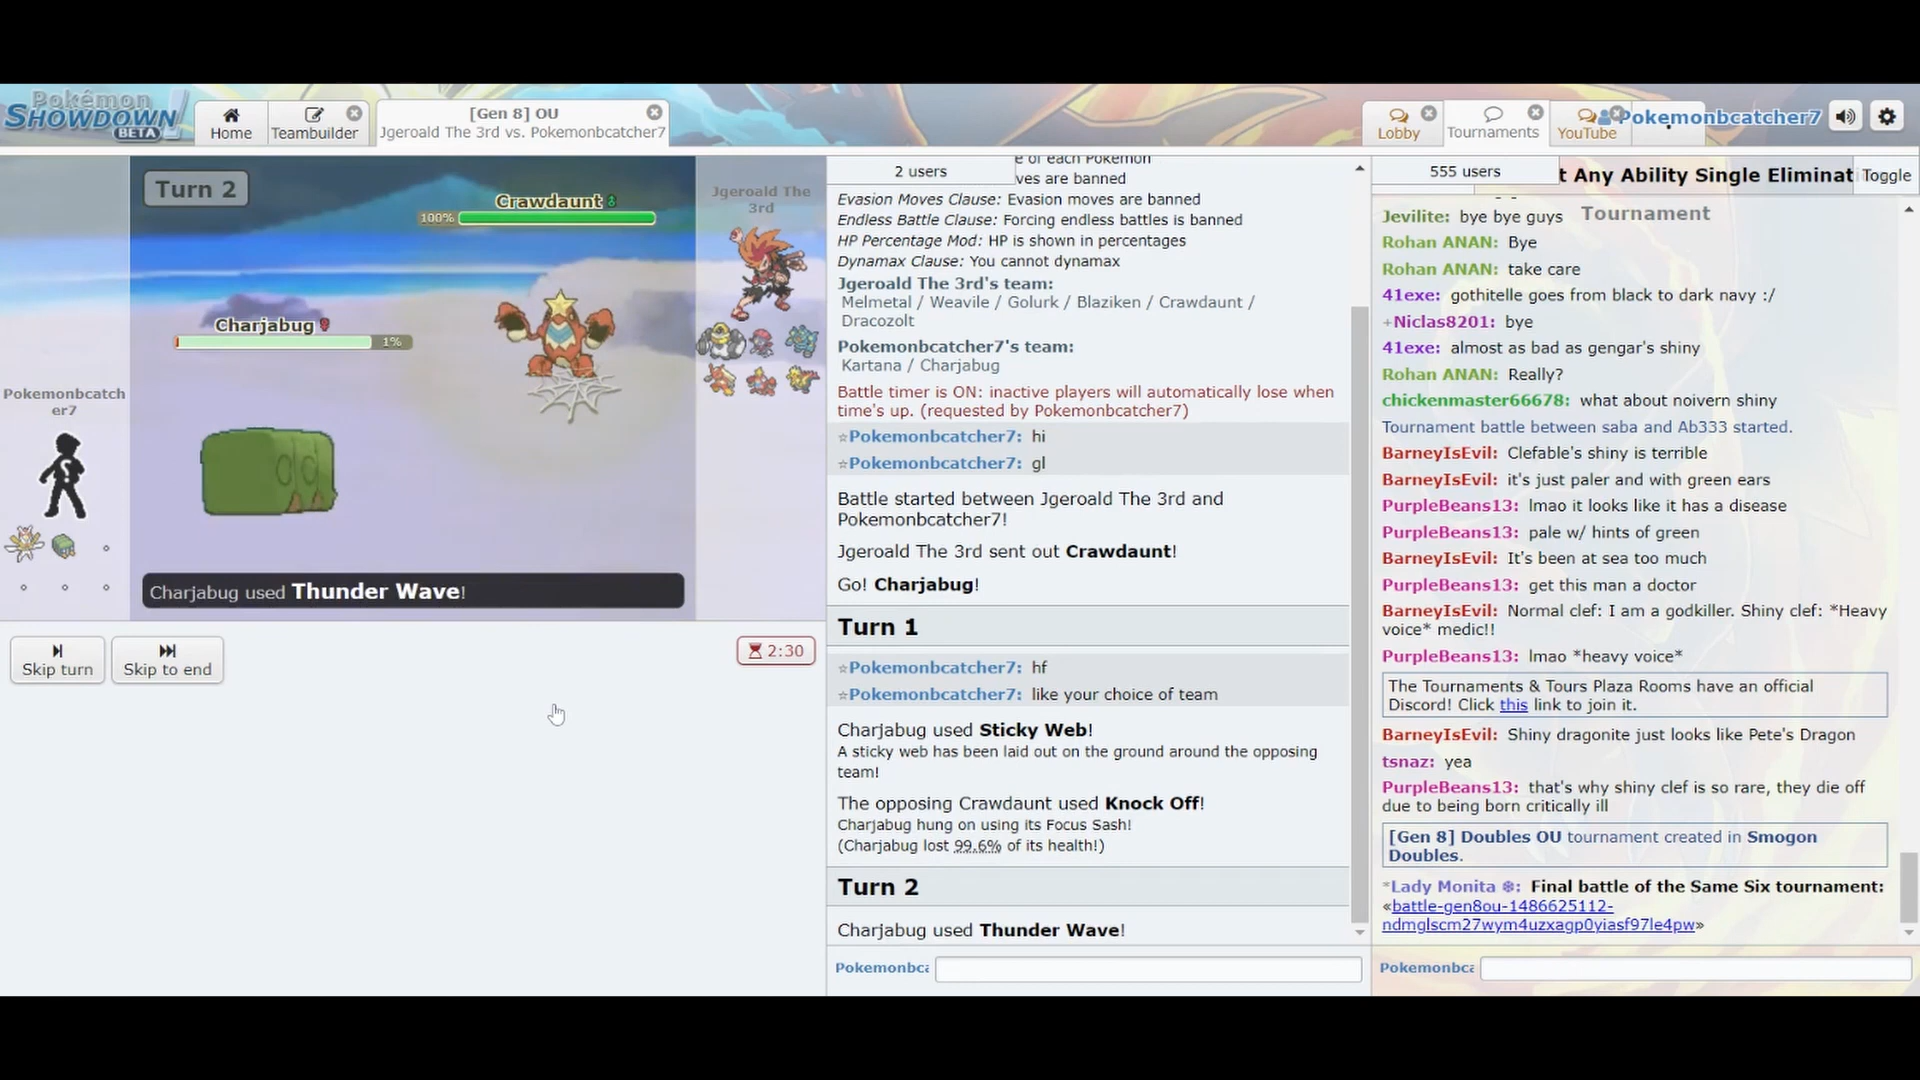 Pokémon
SHOWDOWN!
BETA
Home
Teambuilder
[Gen 8] OU
Jgeroald The 3rd vs. Pokemonbcatcher7
Lobby
Tournaments
YouTube
Pokemonbcatcher7
Turn 2
Crawdaunt
100%
Charjabug
1%
Jgeroald The
3rd
Pokemonbcatch
er7
Charjabug used Thunder Wave!
Skip turn
Skip to end
2:30
2 users
e of each Pokémon
ves are banned
Evasion Moves Clause: Evasion moves are banned
Endless Battle Clause: Forcing endless battles is banned
HP Percentage Mod: HP is shown in percentages
Dynamax Clause: You cannot dynamax
Jgeroald The 3rd's team:
Melmetal / Weavile / Golurk / Blaziken / Crawdaunt /
Dracozolt
Pokemonbcatcher7's team:
Kartana / Charjabug
Battle timer is ON: inactive players will automatically lose when
time's up. (requested by Pokemonbcatcher7)
☆Pokemonbcatcher7: hi
☆Pokemonbcatcher7: gl
Battle started between Jgeroald The 3rd and
Pokemonbcatcher7!
Jgeroald The 3rd sent out Crawdaunt!
Go! Charjabug!
Turn 1
☆Pokemonbcatcher7: hf
☆Pokemonbcatcher7: like your choice of team
Charjabug used Sticky Web!
A sticky web has been laid out on the ground around the opposing
team!
The opposing Crawdaunt used Knock Off!
Charjabug hung on using its Focus Sash!
(Charjabug lost 99.6% of its health!)
Turn 2
Charjabug used Thunder Wave!
Pokemonbca
555 users
t Any Ability Single Eliminat
Toggle
Tournament
Jevilite: bye bye guys
Rohan ANAN: Bye
Rohan ANAN: take care
41exe: gothitelle goes from black to dark navy :/
+Niclas8201: bye
41exe: almost as bad as gengar's shiny
Rohan ANAN: Really?
chickenmaster66678: what about noivern shiny
Tournament battle between saba and Ab333 started.
BarneyIsEvil: Clefable's shiny is terrible
BarneyIsEvil: it's just paler and with green ears
PurpleBeans13: lmao it looks like it has a disease
PurpleBeans13: pale w/ hints of green
BarneyIsEvil: It's been at sea too much
PurpleBeans13: get this man a doctor
BarneyIsEvil: Normal clef: I am a godkiller. Shiny clef: *Heavy
voice* medic!!
PurpleBeans13: lmao *heavy voice*
The Tournaments & Tours Plaza Rooms have an official
Discord! Click this link to join it.
BarneyIsEvil: Shiny dragonite just looks like Pete's Dragon
tsnaz: yea
PurpleBeans13: that's why shiny clef is so rare, they die off
due to being born critically ill
[Gen 8] Doubles OU tournament created in Smogon
Doubles.
*Lady Monita ❄: Final battle of the Same Six tournament:
«battle-gen8ou-1486625112-
ndmglscm27wym4uzxagp0yiasf97le4pw»
Pokemonbca